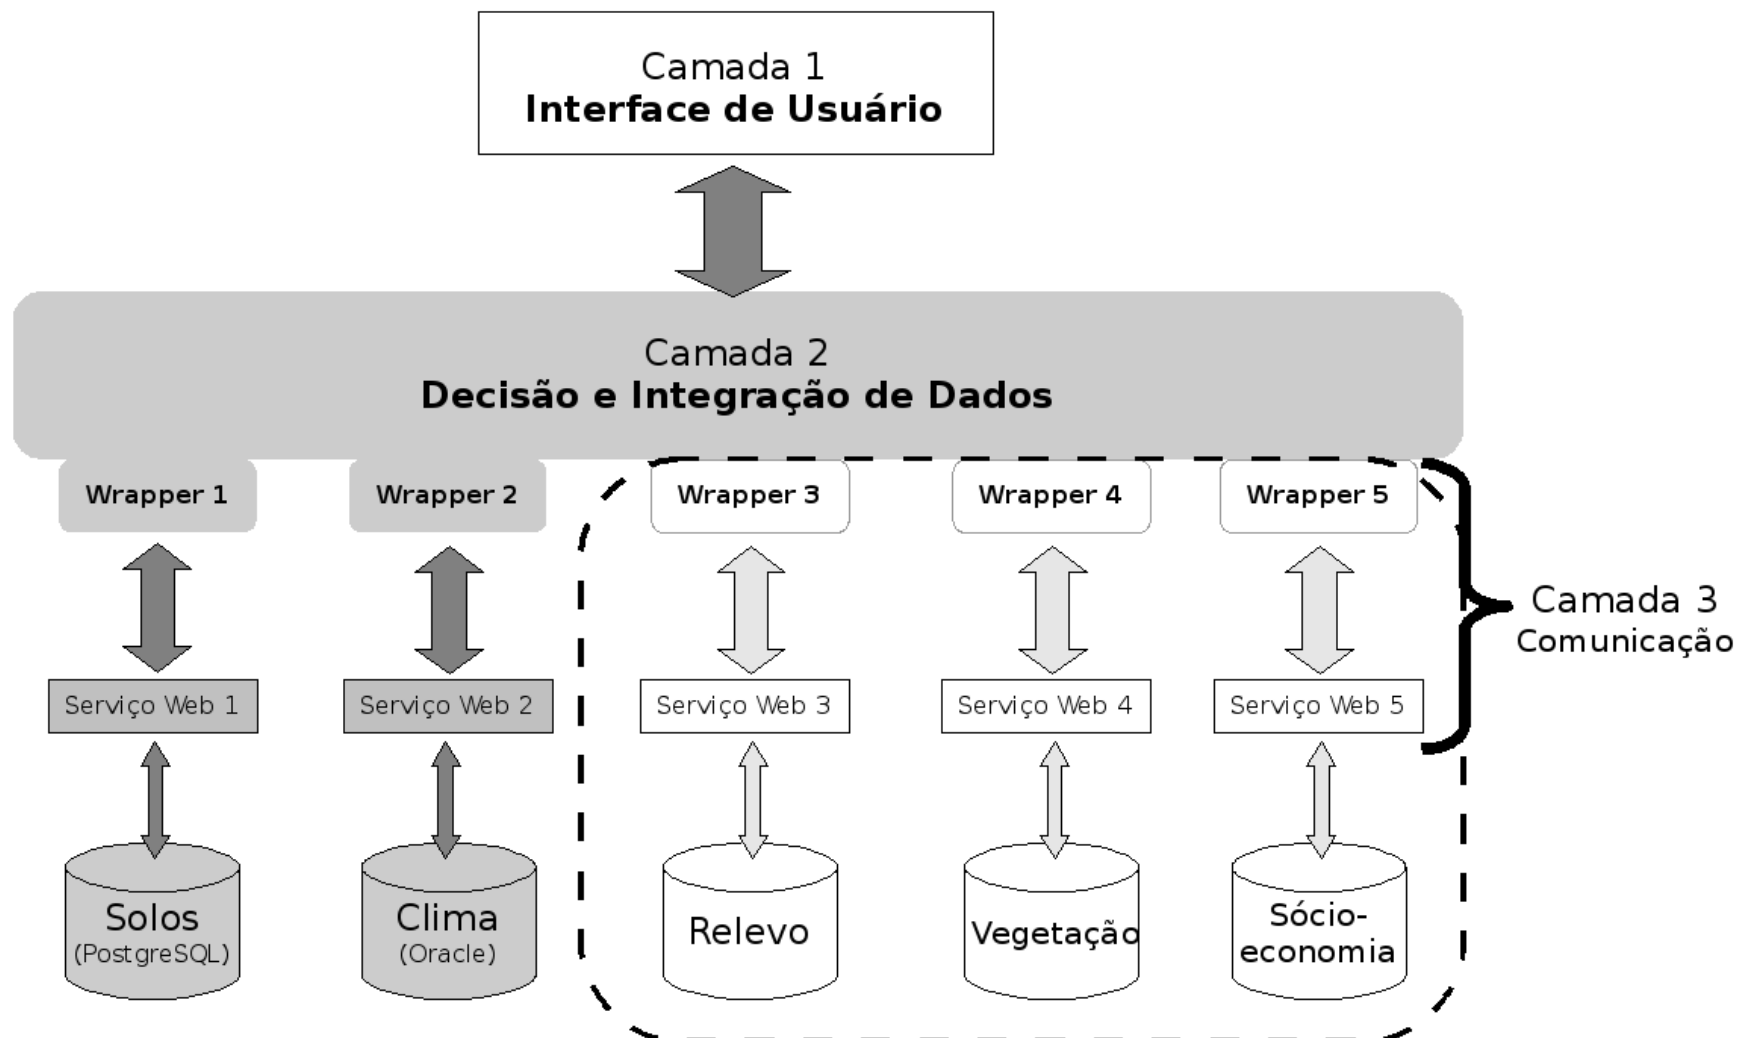 Camada 1
Interface de Usuário
Camada 2
Decisão e Integração de Dados
Wrapper 1
Wrapper 2
Wrapper 3
Wrapper 4
Wrapper 5
Camada 3
Comunicação
Serviço Web 1
Serviço Web 2
Serviço Web 3
Serviço Web 4
Serviço Web 5
Solos
(PostgreSQL)
Clima
(Oracle)
Relevo
Vegetação
Sócio-
economia